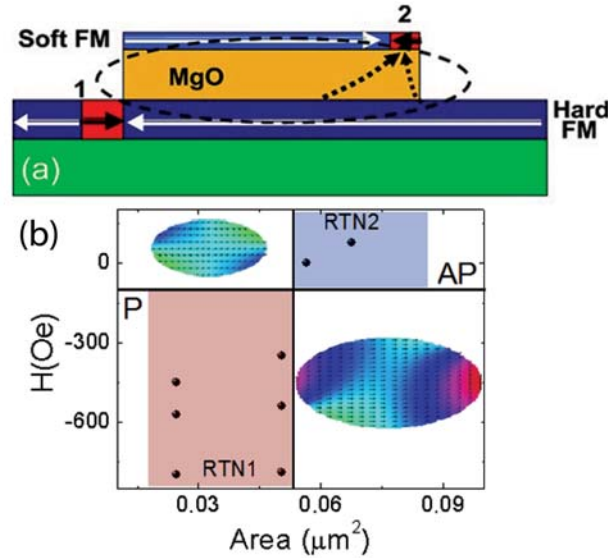 Soft FM
2
MgO
1
Hard
FM
(a)
(b)
RTN2
0
AP
P
H(Oe)
-300
-600
RTN1
0.03 0.06 0.09
Area (μm²)